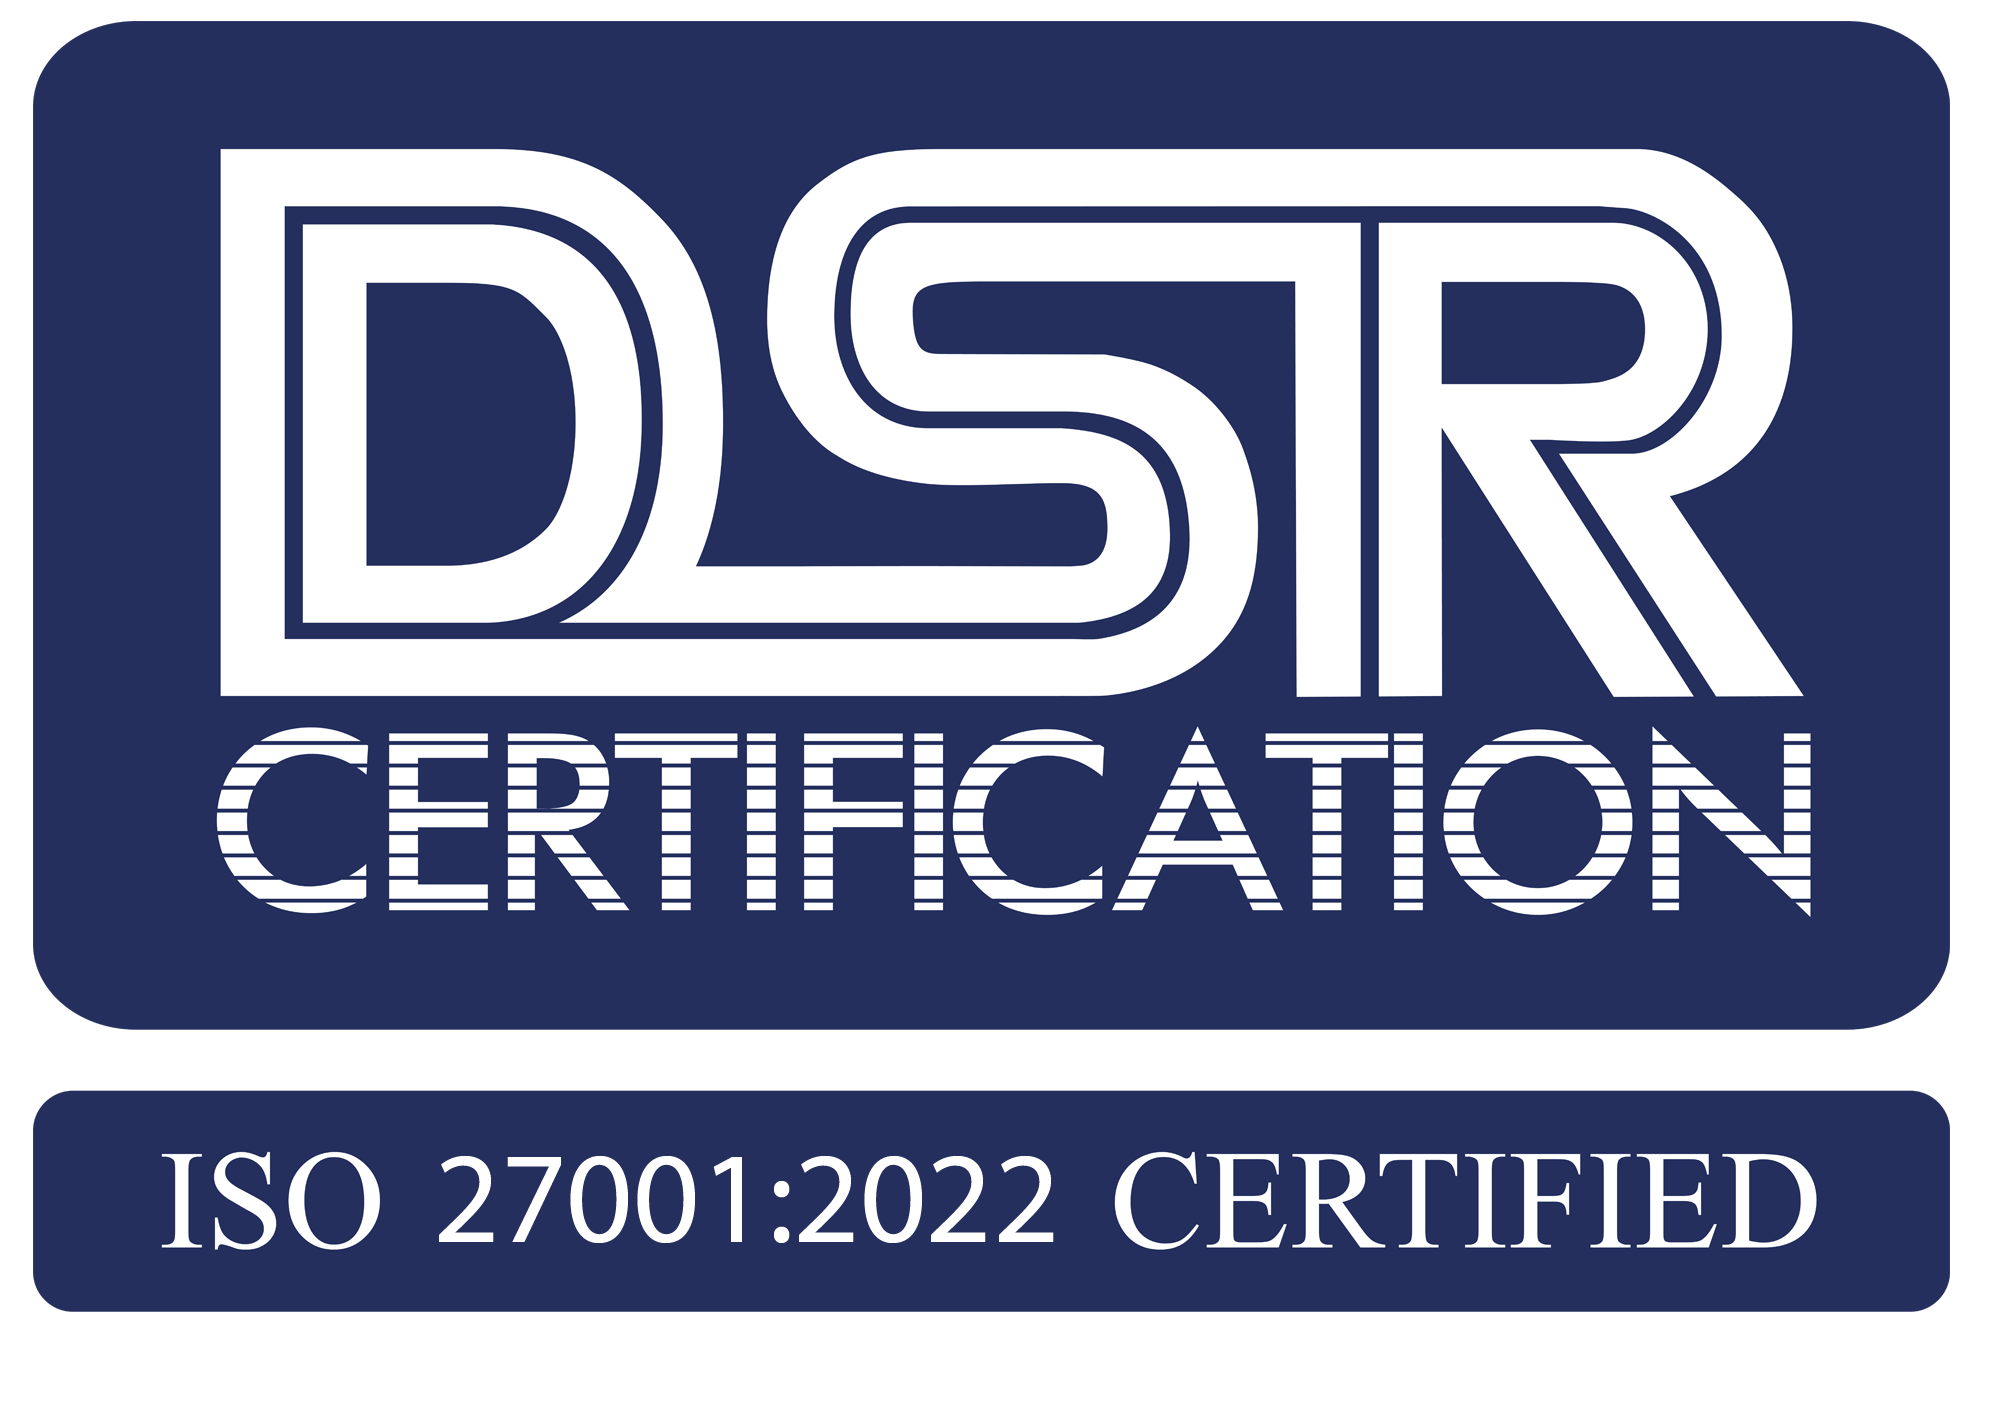 DSR
CERTIFICATION
ISO 27001:2022 CERTIFIED